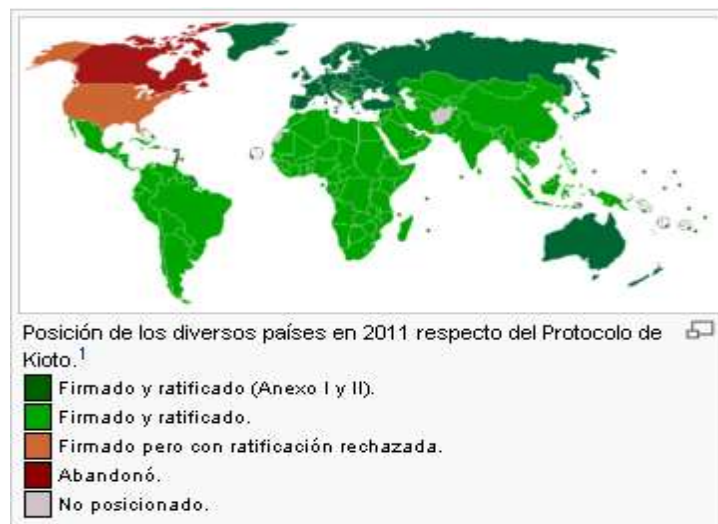 Posición de los diversos países en 2011 respecto del Protocolo de
Kioto.1
Firmado y ratificado (Anexo I y II).
Firmado y ratificado.
Firmado pero con ratificación rechazada.
Abandonó.
No posicionado.